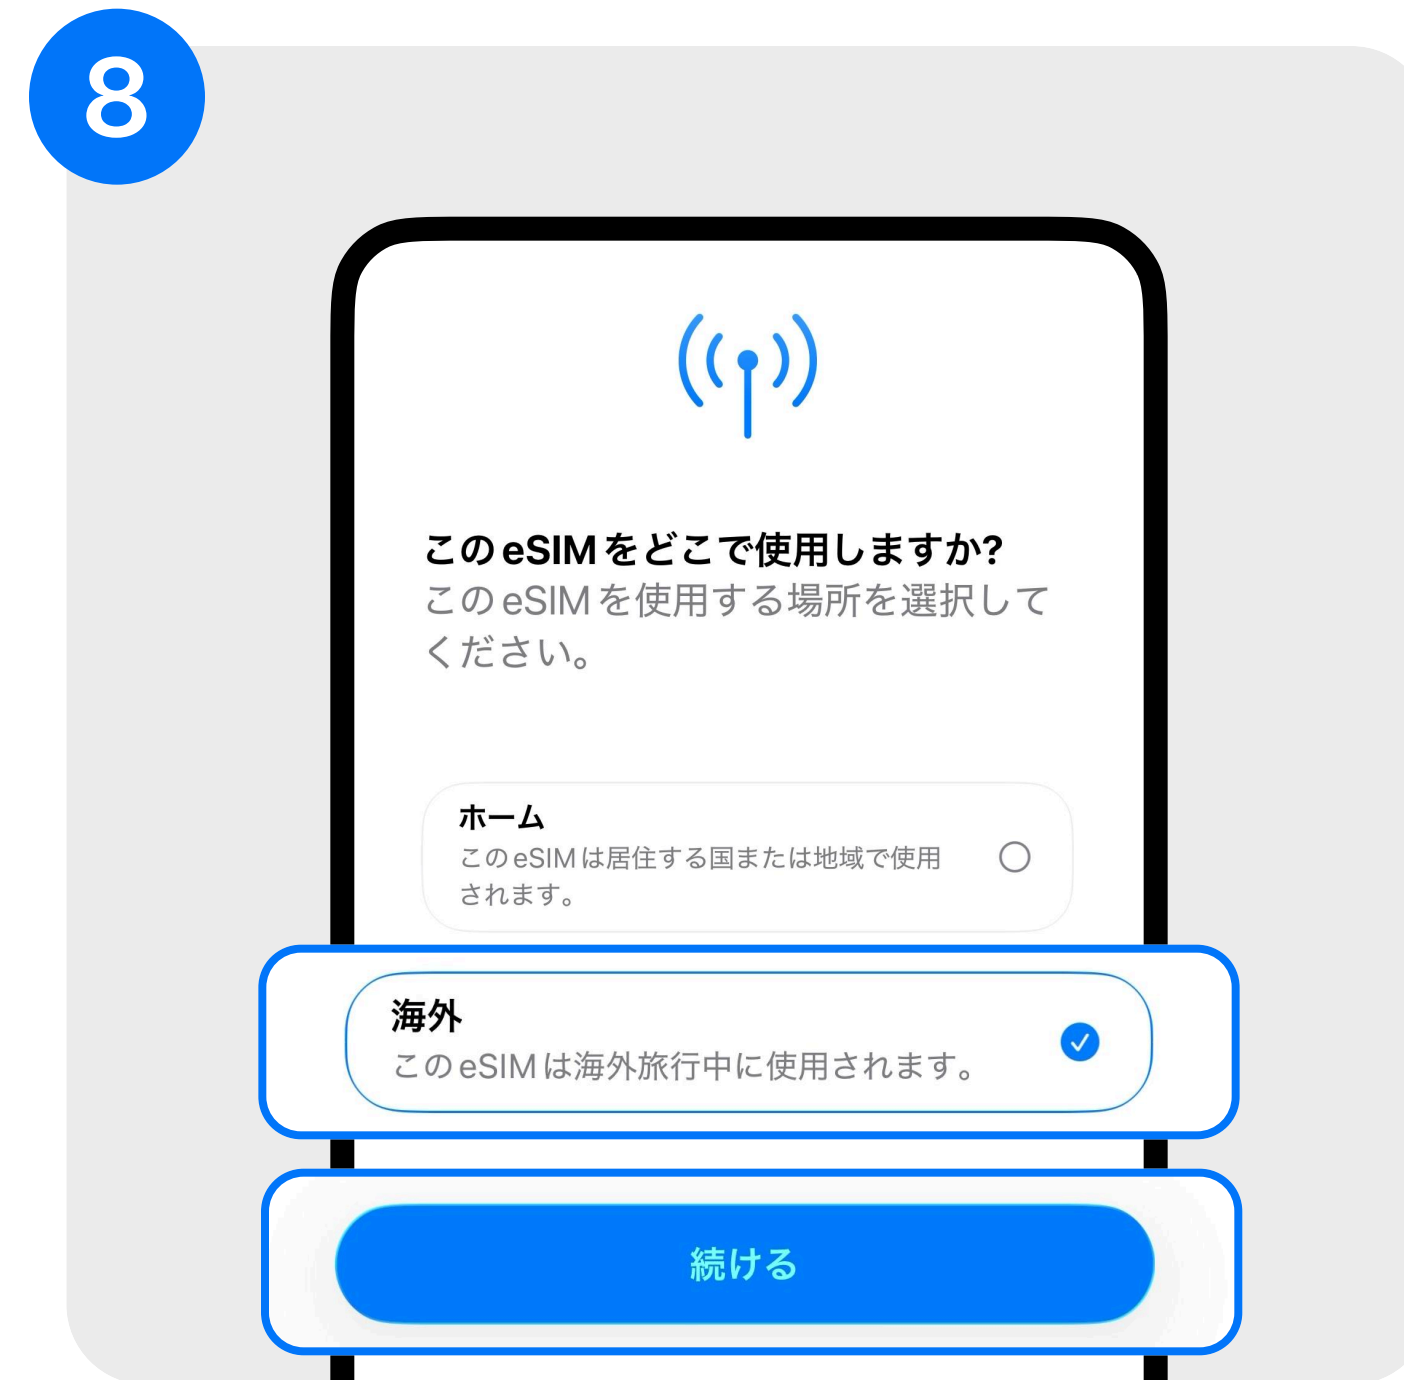 8
このeSIMをどこで使用しますか?
このeSIMを使用する場所を選択して
ください。
ホーム
このeSIMは居住する国または地域で使用
されます。
海外
このeSIMは海外旅行中に使用されます。
続ける